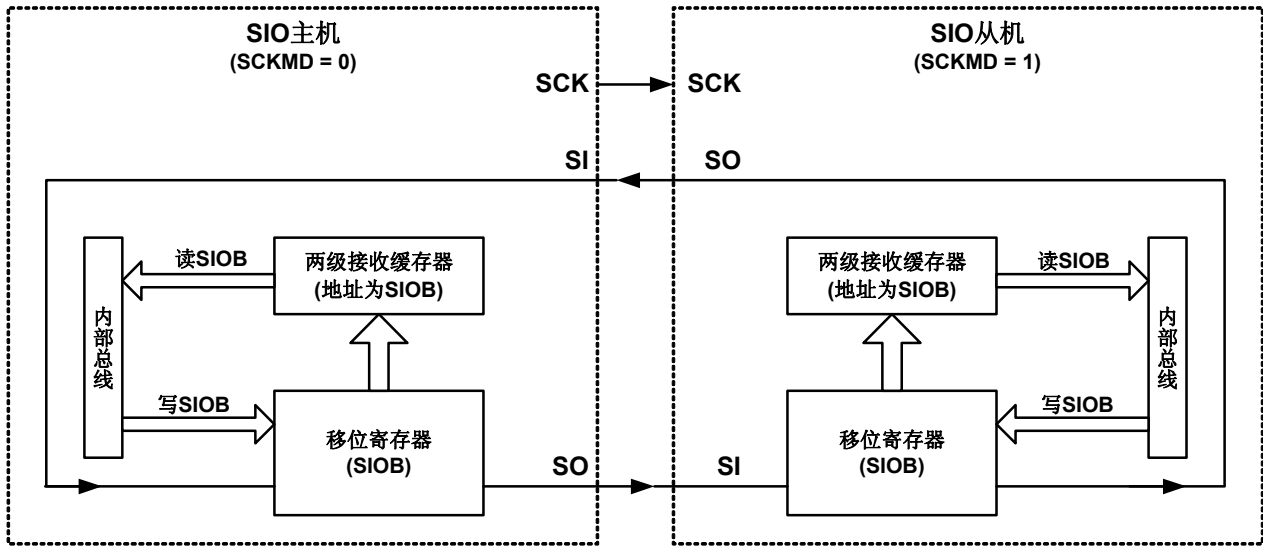 SIO主机
(SCKMD = 0)
SIO从机
(SCKMD = 1)
SCK
SCK
SI
SO
读SIOB
两级接收缓存器
(地址为SIOB)
两级接收缓存器
(地址为SIOB)
读SIOB
内部总线
内部总线
写SIOB
移位寄存器
(SIOB)
移位寄存器
(SIOB)
写SIOB
SO
SI